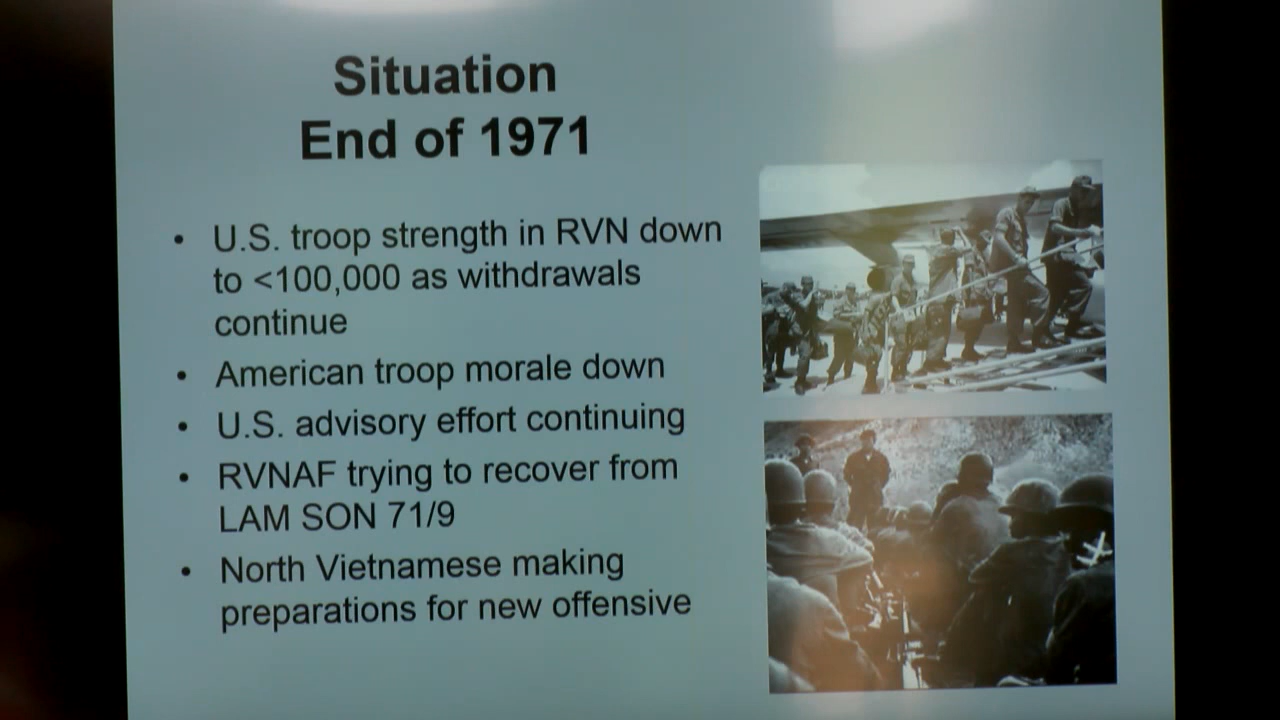 Situation
End of 1971
• U.S. troop strength in RVN down
to <100,000 as withdrawals
continue
• American troop morale down
• U.S. advisory effort continuing
• RVNAF trying to recover from
LAM SON 71/9
• North Vietnamese making
preparations for new offensive